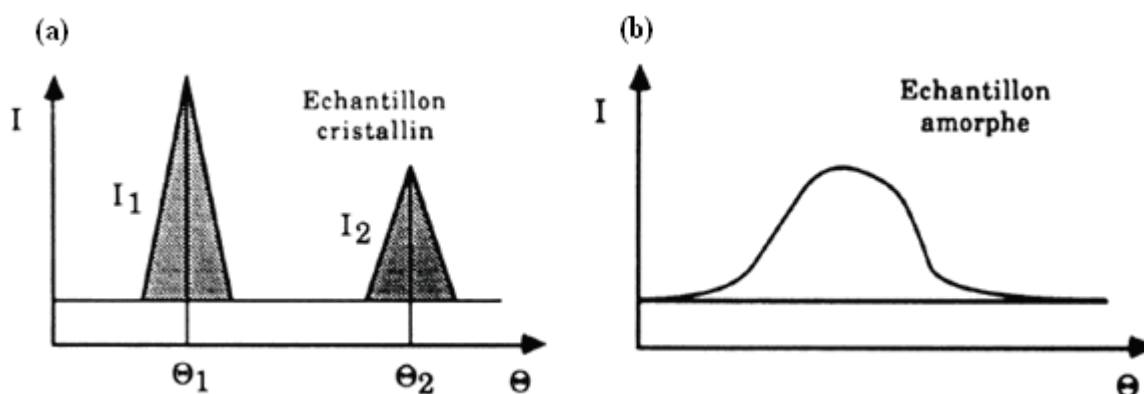 (a)
I
Echantillon
cristallin
I1
I2
Θ1
Θ2
Θ
(b)
I
Echantillon
amorphe
Θ